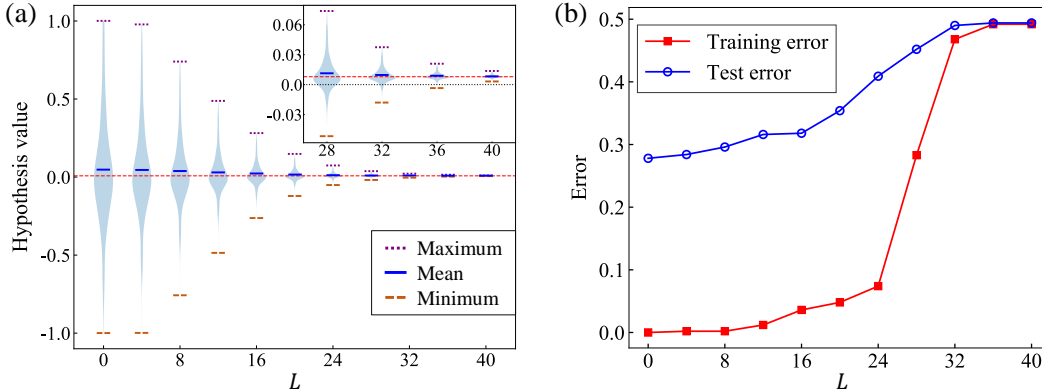 (a)
Hypothesis value
1.0
0.5
0.0
-0.5
-1.0
0 8 16 24 32 40
L
0.06
0.03
0.0
-0.03
28 32 36 40
Maximum
Mean
Minimum
(b)
Error
0.5
0.4
0.3
0.2
0.1
0.0
0 8 16 24 32 40
L
Training error
Test error